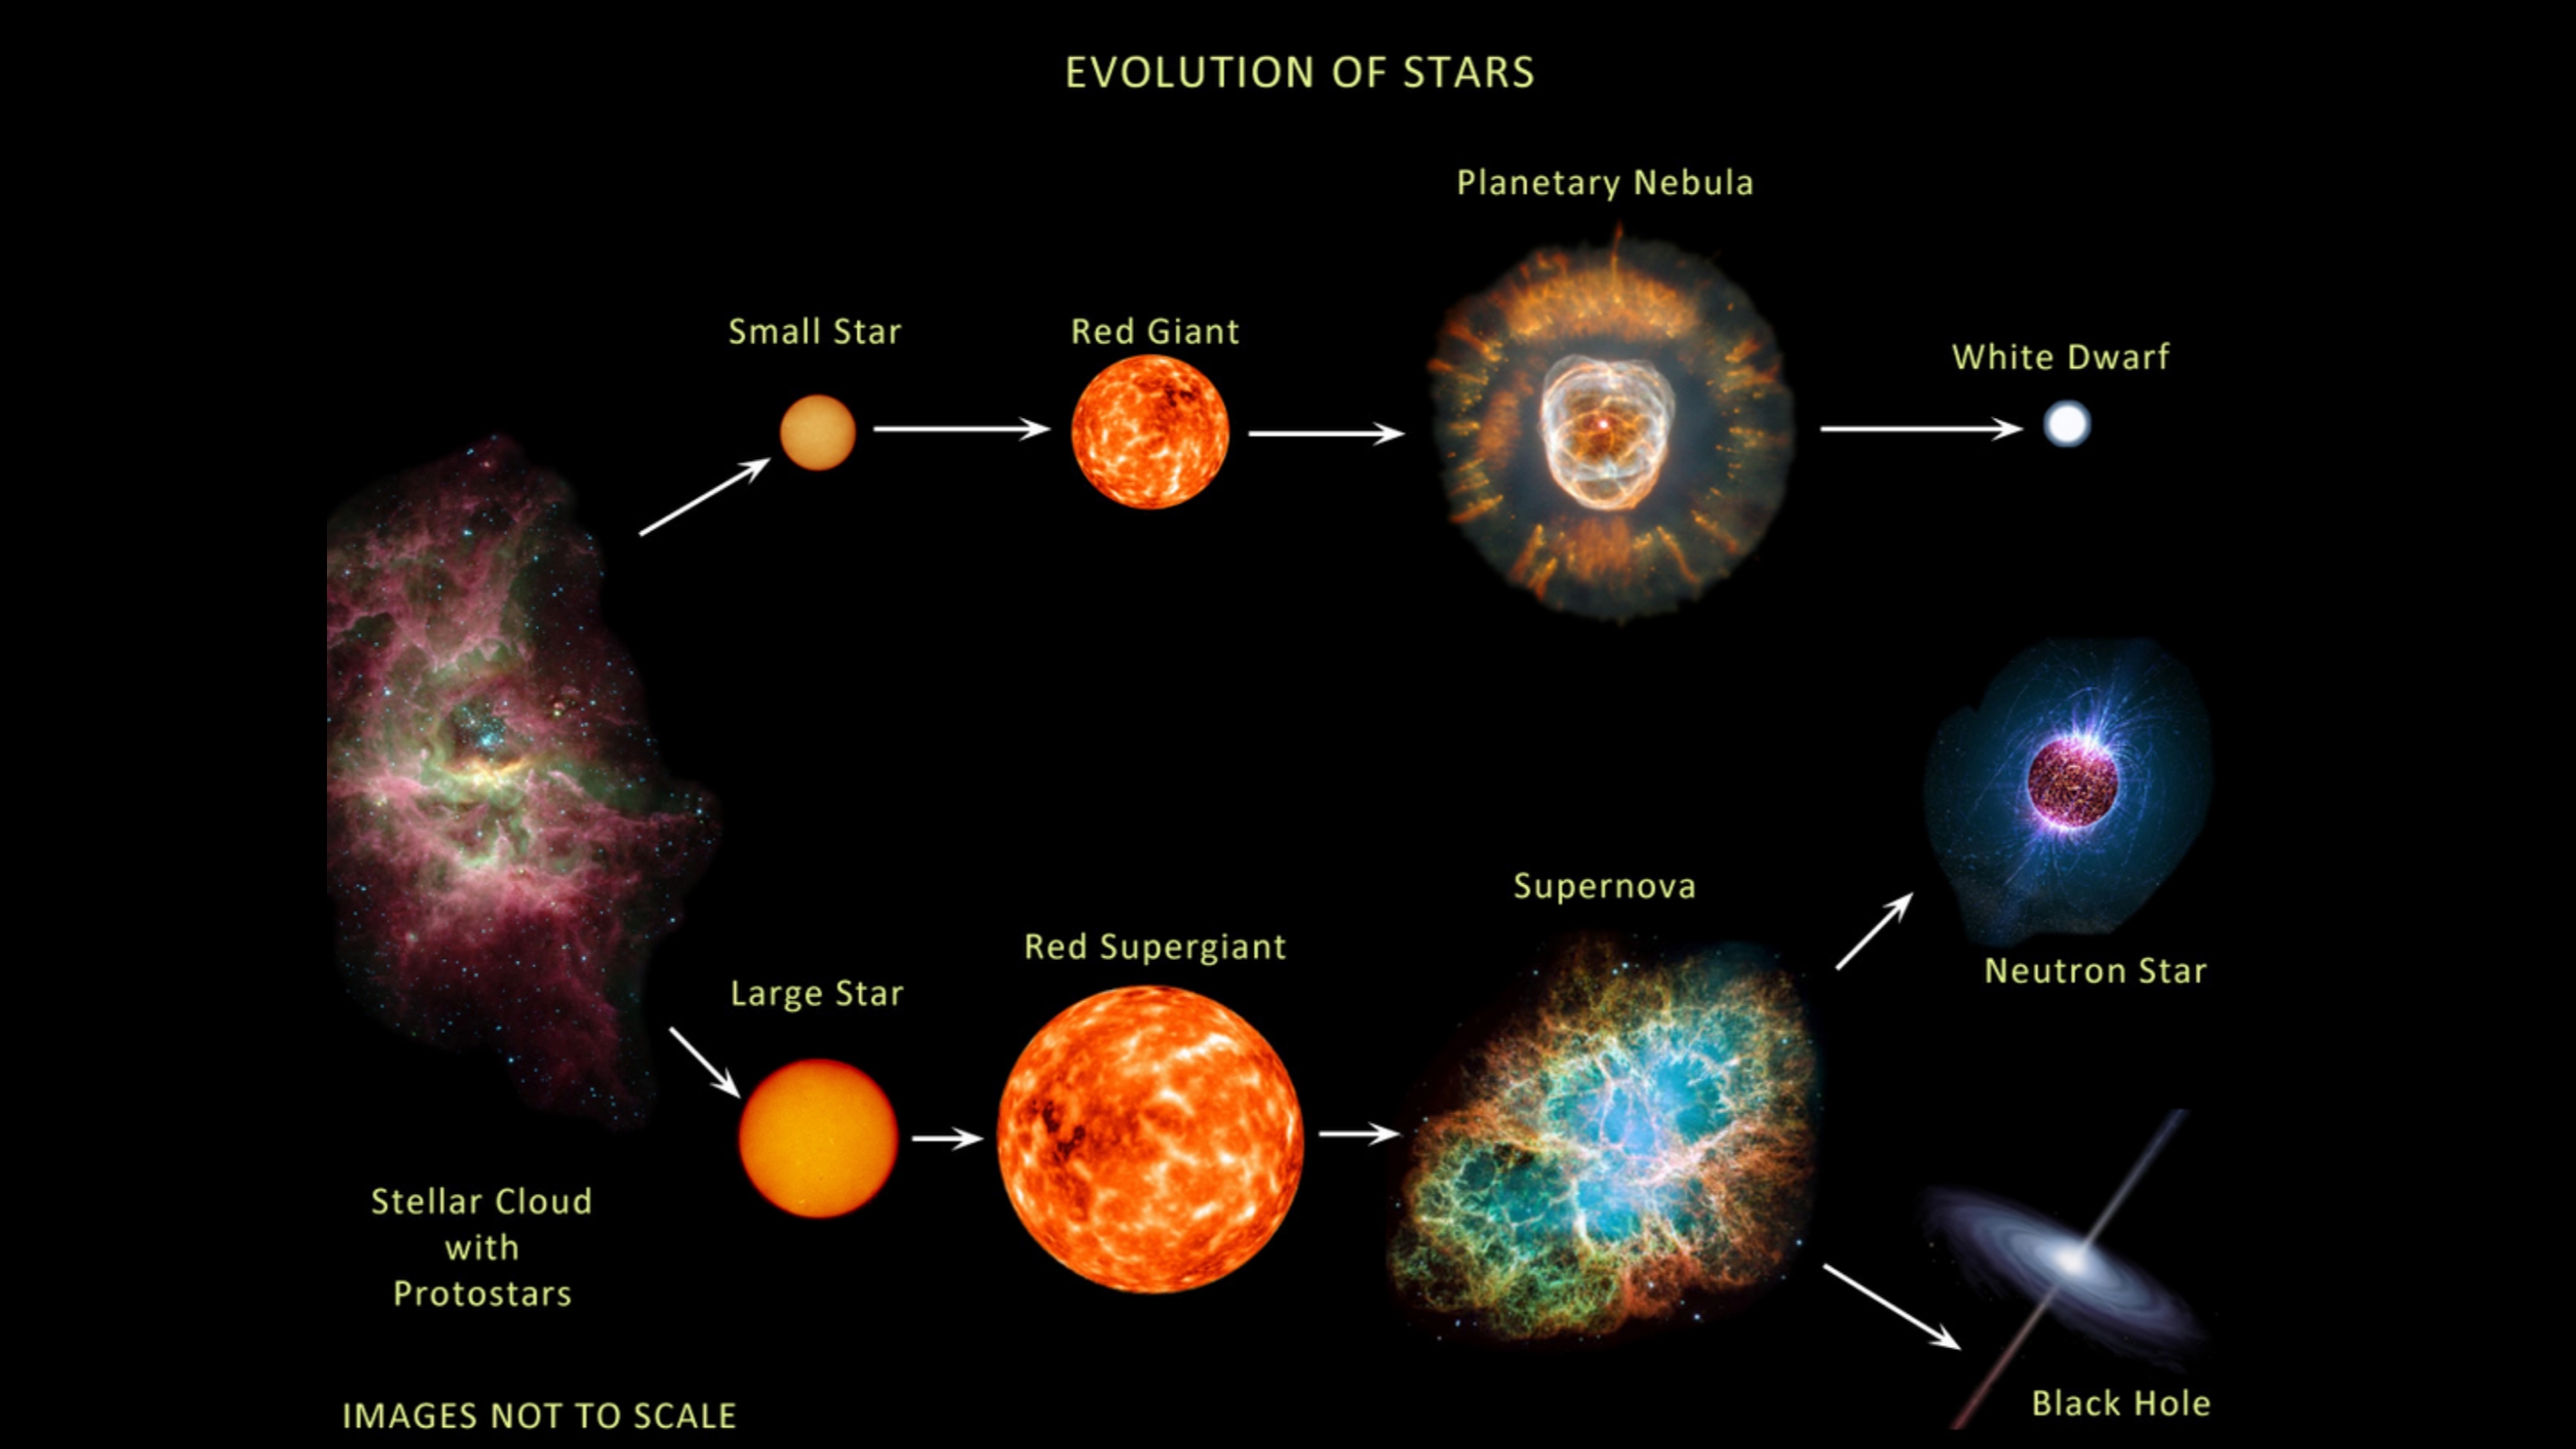 EVOLUTION OF STARS
Planetary Nebula
Small Star
Red Giant
White Dwarf
Supernova
Red Supergiant
Neutron Star
Large Star
Stellar Cloud
with
Protostars
Black Hole
IMAGES NOT TO SCALE